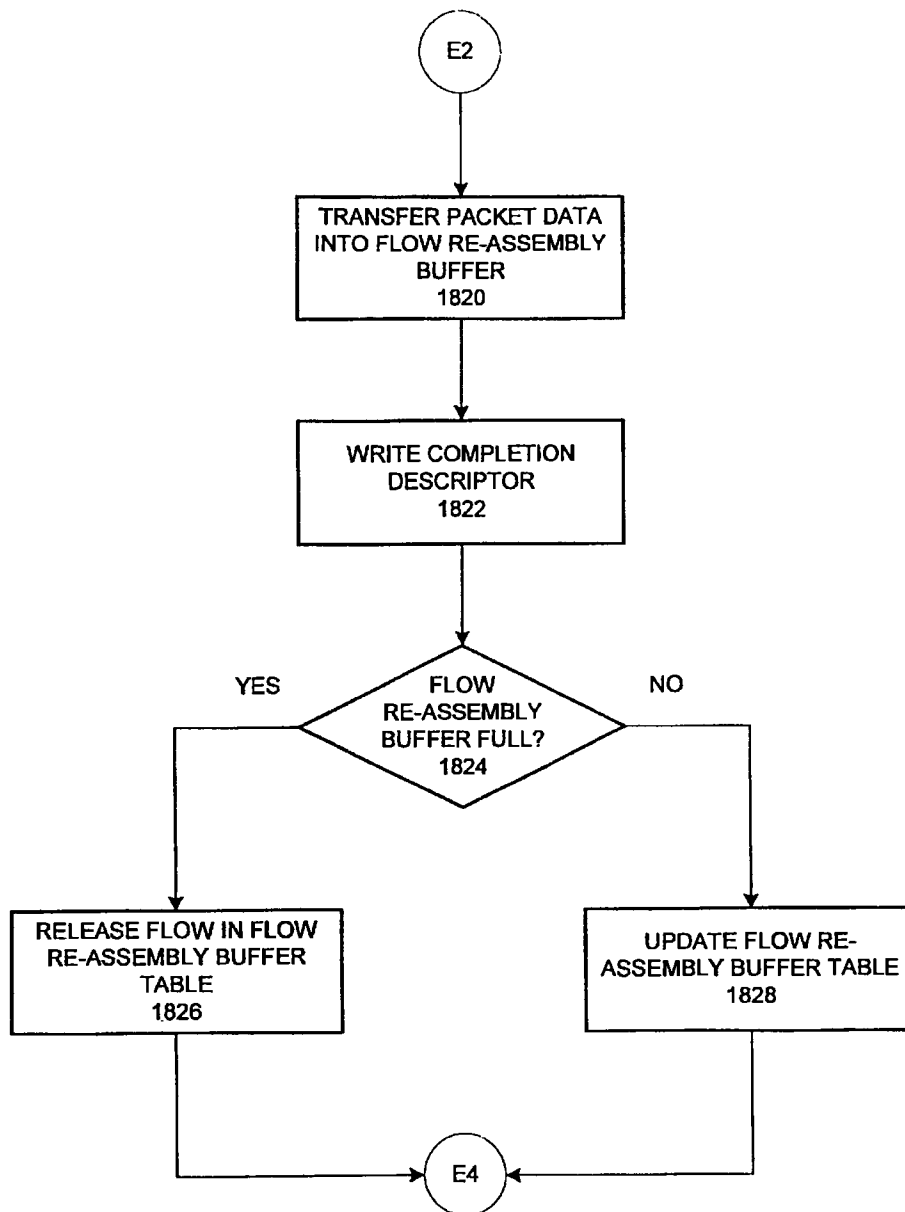 E2
TRANSFER PACKET DATA
INTO FLOW RE-ASSEMBLY
BUFFER
1820
WRITE COMPLETION
DESCRIPTOR
1822
YES
NO
FLOW
RE-ASSEMBLY
BUFFER FULL?
1824
RELEASE FLOW IN FLOW
RE-ASSEMBLY BUFFER
TABLE
1826
UPDATE FLOW RE-
ASSEMBLY BUFFER TABLE
1828
E4